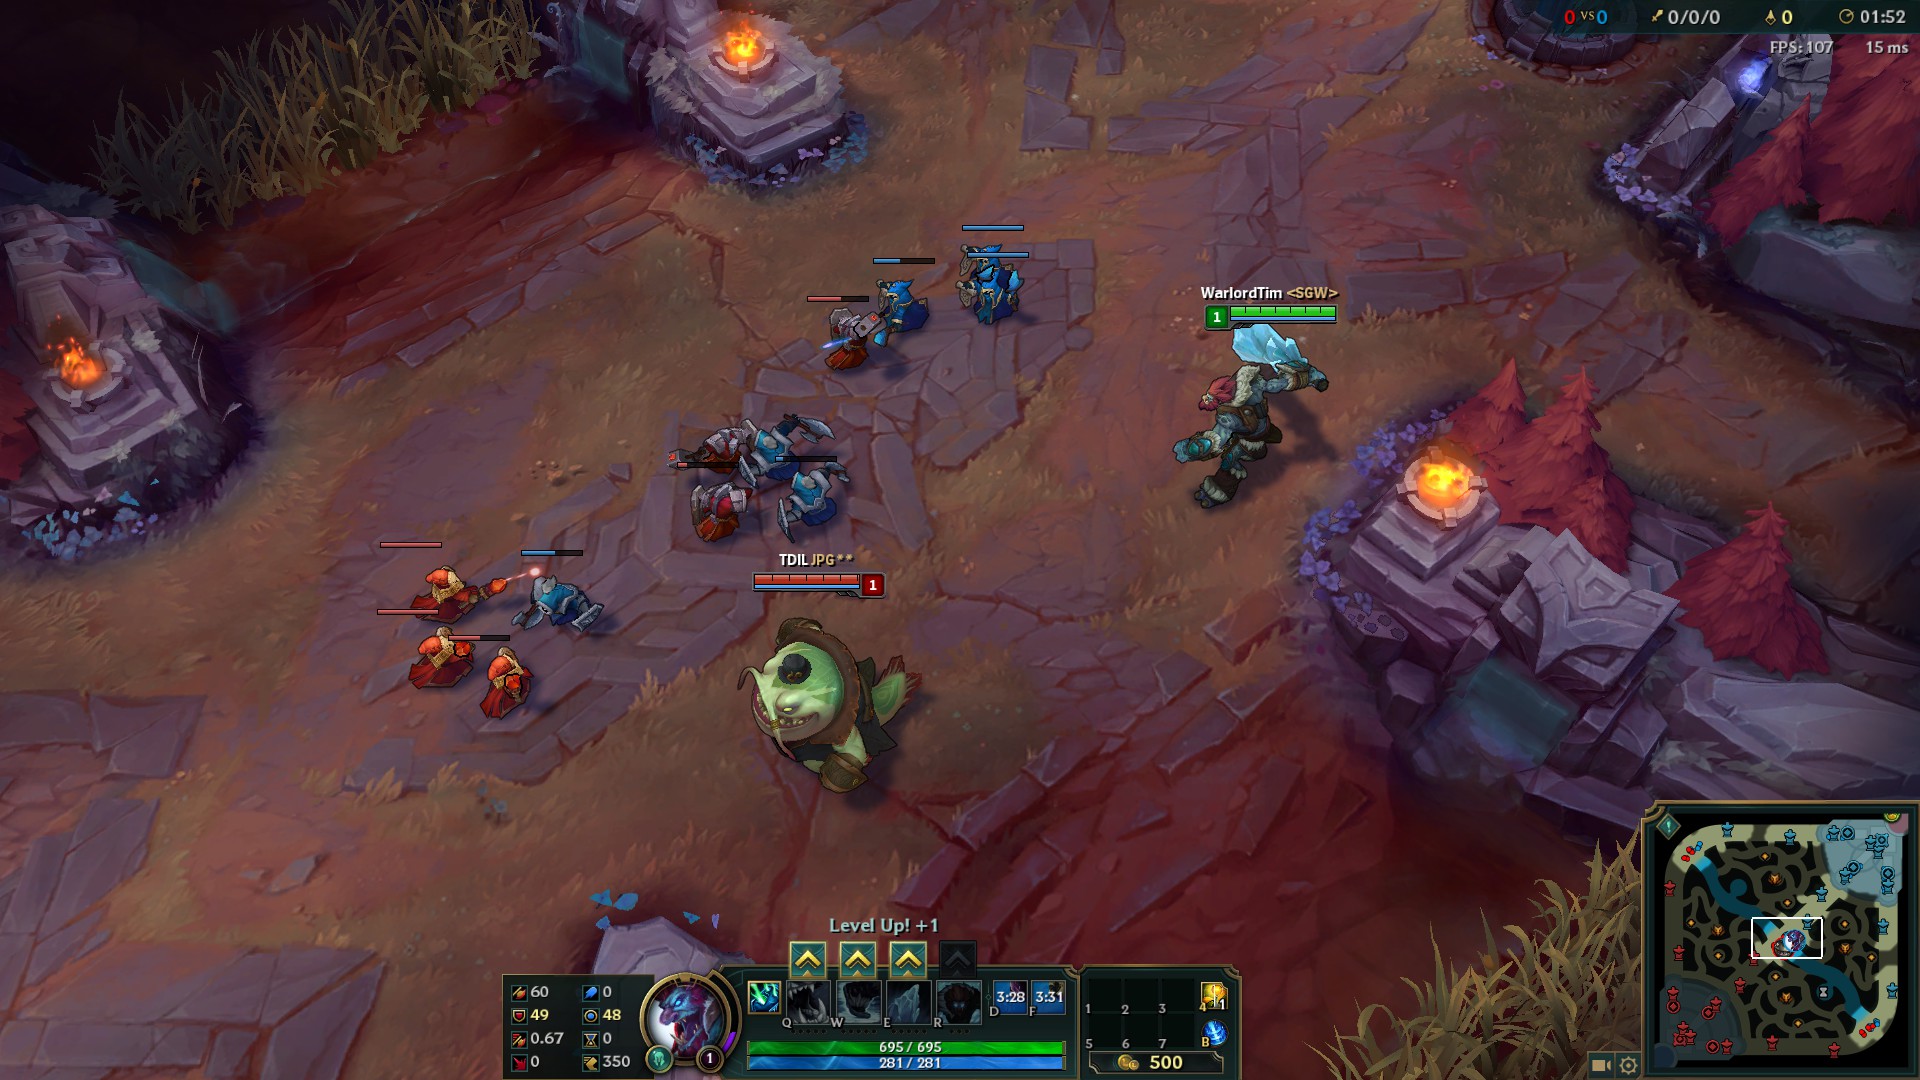 0 VS 0 0/0/0 0 01:52
FPS: 107 15 ms
WarlordTim <SGW>
1
TDILJPG**
1
Level Up! +1
60 0
49 48
0.67 0
0 350
1
Q W E R
3:28 3:31
D F
695 / 695
281 / 281
1 2 3 4 1
5 6 7 B
500